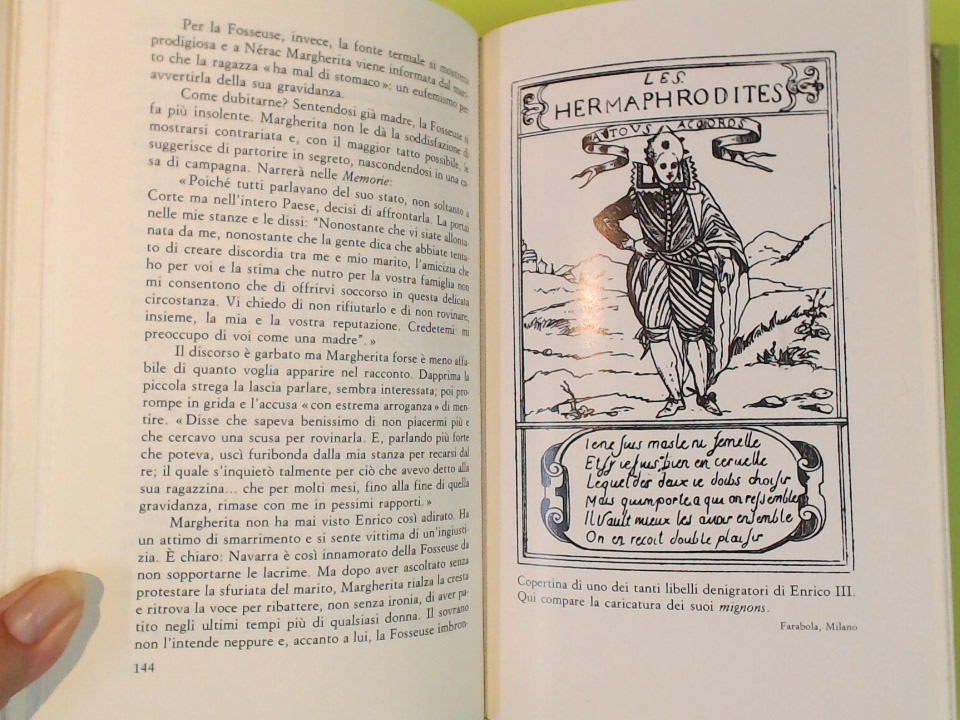 Per la Fosseuse, invece, la fonte termale si mostrerà
prodigiosa e a Nérac Margherita viene informata dal mari-
to che la ragazza «ha mal di stomaco»: un eufemismo per
avvertirla della sua gravidanza.
Come dubitarne? Sentendosi già madre, la Fosseuse si
fa più insolente. Margherita non le dà la soddisfazione di
mostrarsi contrariata e, con il maggior tatto possibile, le
suggerisce di partorire in segreto, nascondendosi in una ca-
sa di campagna. Narrerà nelle Memorie:
«Poiché tutti parlavano del suo stato, non soltanto a
Corte ma nell'intero Paese, decisi di affrontarla. La portai
nelle mie stanze e le dissi: "Nonostante che vi siate allonta-
nata da me, nonostante che la gente dica che abbiate tenta-
to di creare discordia tra me e mio marito, l'amicizia che
ho per voi e la stima che nutro per la vostra famiglia non
mi consentono che di offrirvi soccorso in questa delicata
circostanza. Vi chiedo di non rifiutarlo e di non rovinare,
insieme, la mia e la vostra reputazione. Credetemi: mi
preoccupo di voi come una madre".»
Il discorso è garbato ma Margherita forse è meno affa-
bile di quanto voglia apparire nel racconto. Dapprima la
piccola strega la lascia parlare, sembra interessata; poi pro-
rompe in grida e l'accusa «con estrema arroganza» di men-
tire. «Disse che sapeva benissimo di non piacermi più e
che cercavo una scusa per rovinarla. E, parlando più forte
che poteva, uscì furibonda dalla mia stanza per recarsi dal
re; il quale s'inquietò talmente per ciò che avevo detto alla
sua ragazzina... che per molti mesi, fino alla fine di quella
gravidanza, rimase con me in pessimi rapporti.»
Margherita non ha mai visto Enrico così adirato. Ha
un attimo di smarrimento e si sente vittima di un'ingiusti-
zia. È chiaro: Navarra è così innamorato della Fosseuse da
non sopportarne le lacrime. Ma dopo aver ascoltato senza
protestare la sfuriata del marito, Margherita rialza la cresta
e ritrova la voce per ribattere, non senza ironia, di aver pa-
tito negli ultimi tempi più di qualsiasi donna. Il sovrano
non l'intende neppure e, accanto a lui, la Fosseuse imbron-
144
LES
HERMAPHRODITES
A TOVS ACCORDS
Ie ne suis masle ny femelle
Et sy ie suis bien en ceruelle
Lequel des deux ie doibs choisir
Mais qu'importe a qui on ressemble
Il vault mieux les auoir ensemble
On en recoit double plaisir
Copertina di uno dei tanti libelli denigratori di Enrico III.
Qui compare la caricatura dei suoi mignons.
Farabola, Milano